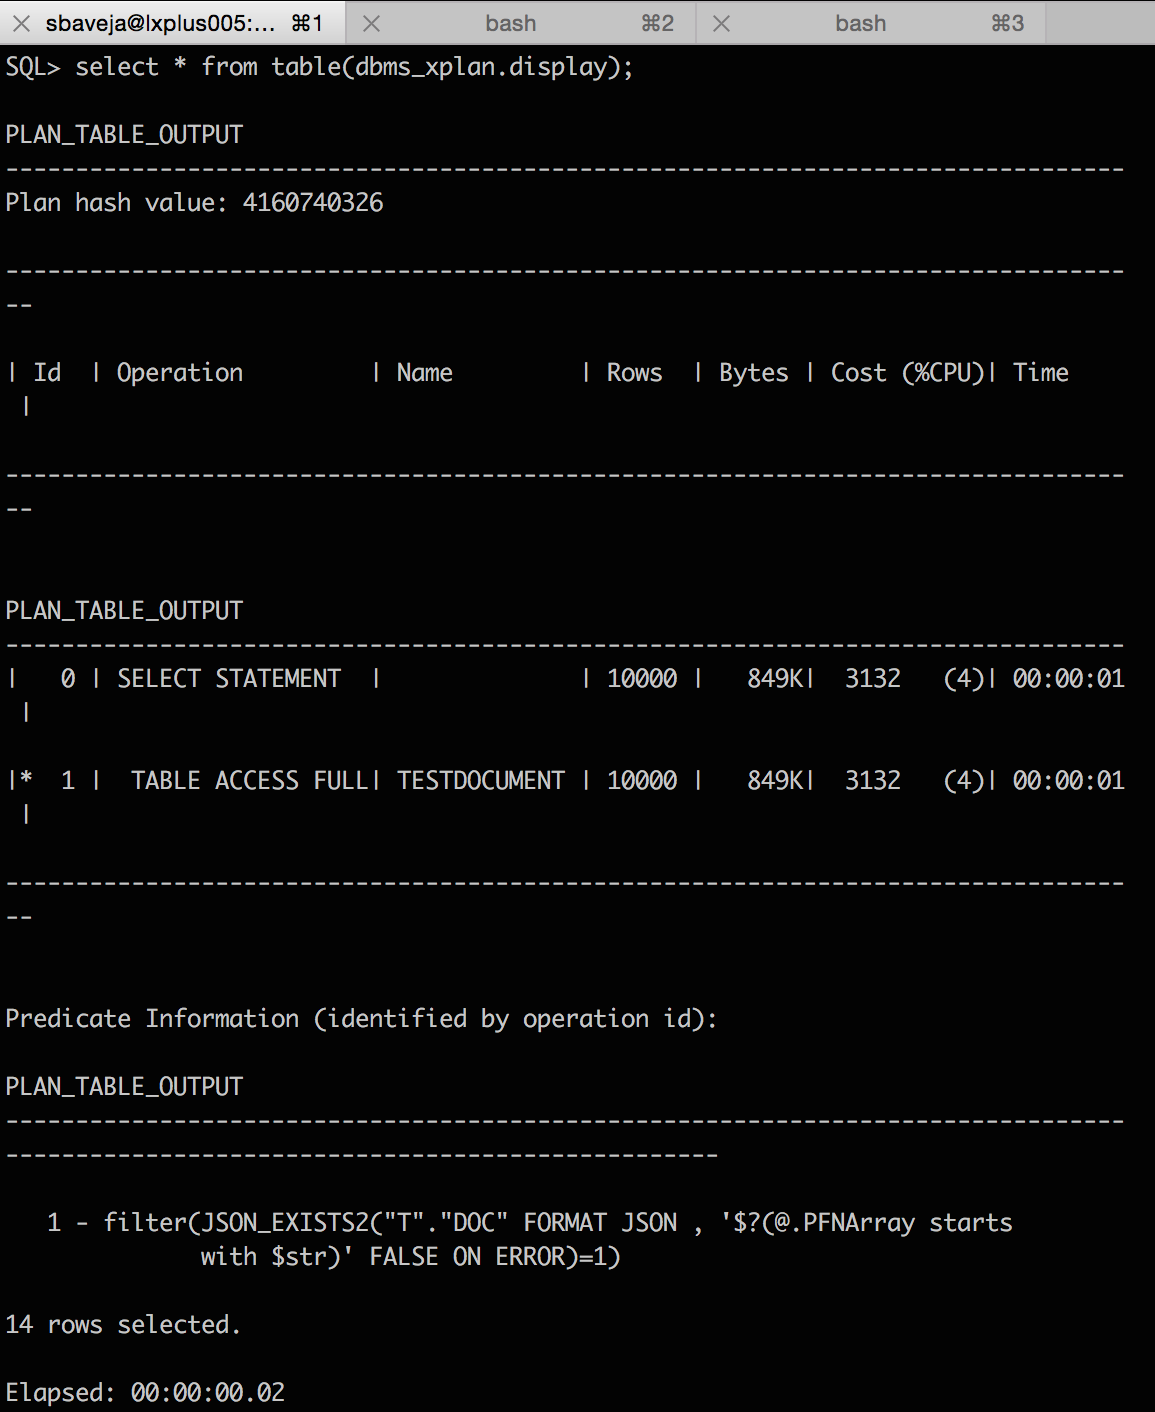 sbaveja@lxplus005:... ⌘1 bash ⌘2 bash ⌘3
SQL> select * from table(dbms_xplan.display);
PLAN_TABLE_OUTPUT
--------------------------------------------------------------------------------
Plan hash value: 4160740326
--------------------------------------------------------------------------------
--
| Id  | Operation         | Name         | Rows  | Bytes | Cost (%CPU)| Time
 |
--------------------------------------------------------------------------------
--
PLAN_TABLE_OUTPUT
--------------------------------------------------------------------------------
|   0 | SELECT STATEMENT  |              | 10000 |   849K|  3132   (4)| 00:00:01
 |
|*  1 |  TABLE ACCESS FULL| TESTDOCUMENT | 10000 |   849K|  3132   (4)| 00:00:01
 |
--------------------------------------------------------------------------------
--
Predicate Information (identified by operation id):
PLAN_TABLE_OUTPUT
--------------------------------------------------------------------------------
---------------------------------------------------
   1 - filter(JSON_EXISTS2("T"."DOC" FORMAT JSON , '$?(@.PFNArray starts
              with $str)' FALSE ON ERROR)=1)
14 rows selected.
Elapsed: 00:00:00.02